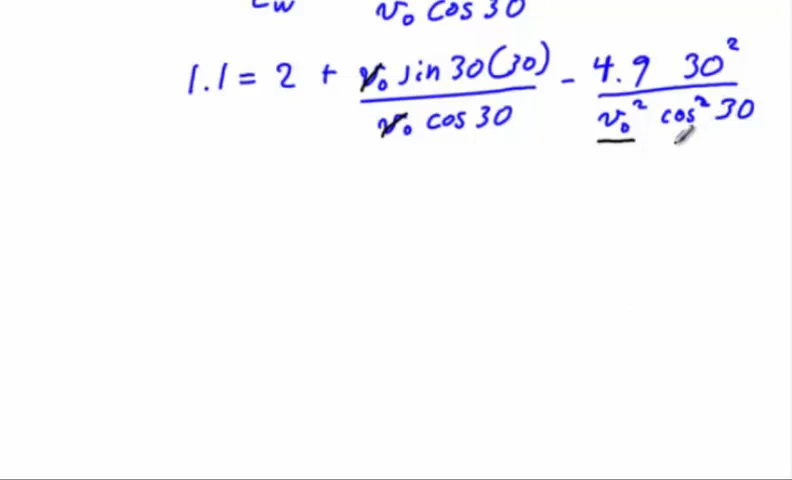 v₀ cos 30
1.1 = 2 + v₀ sin 30(30) - 4.9 30²
v₀ cos 30 v₀² cos² 30